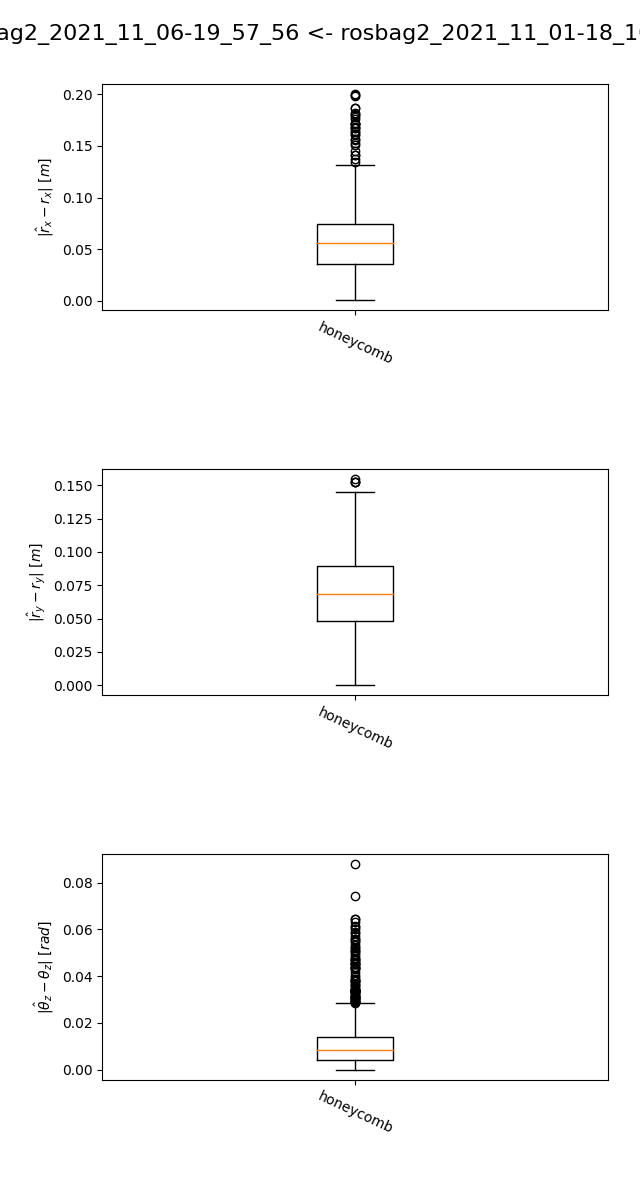 ag2_2021_11_06-19_57_56 <- rosbag2_2021_11_01-18_1
0.20
0.15
0.10
0.05
0.00
|r̂x − rx| [m]
honeycomb
0.150
0.125
0.100
0.075
0.050
0.025
0.000
|r̂y − ry| [m]
honeycomb
0.08
0.06
0.04
0.02
0.00
|θ̂z − θz| [rad]
honeycomb